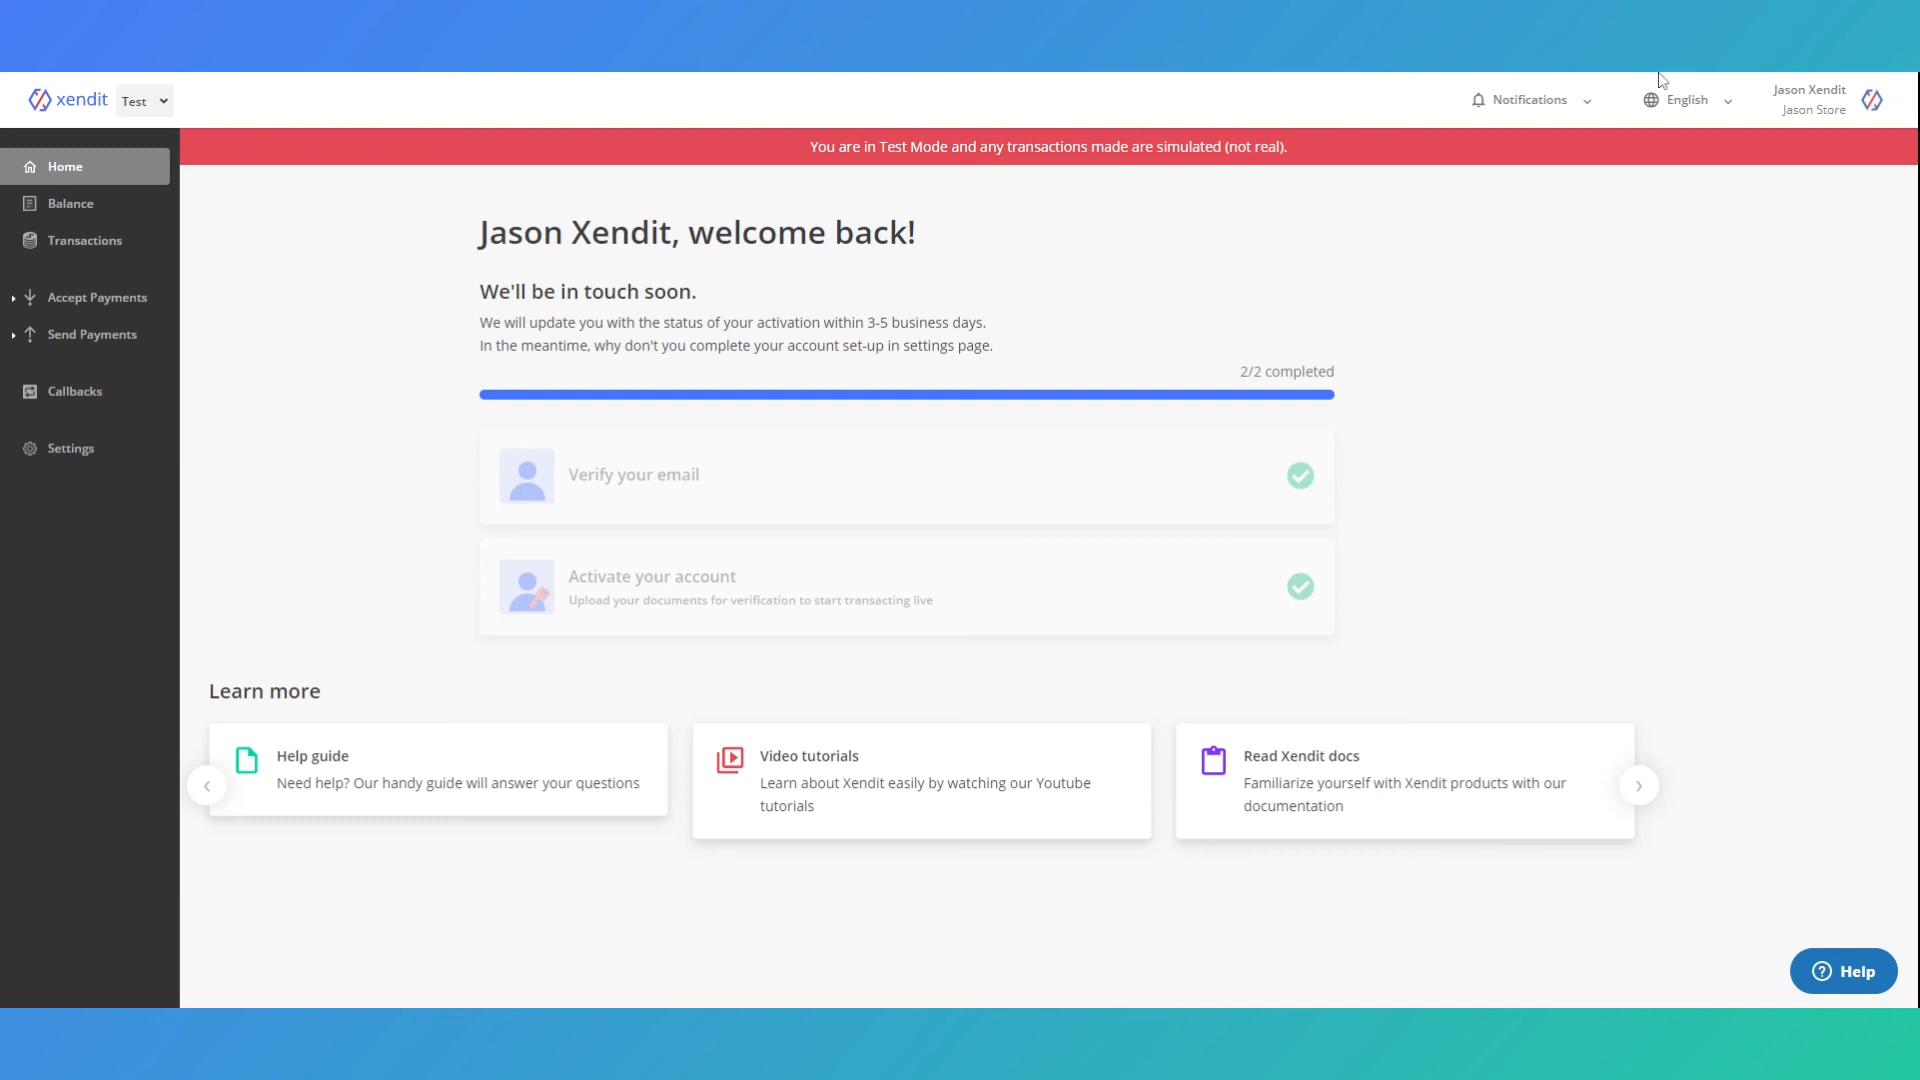 xendit
Test
Notifications
English
Jason Xendit
Jason Store
You are in Test Mode and any transactions made are simulated (not real).
Home
Balance
Transactions
Accept Payments
Send Payments
Callbacks
Settings
Jason Xendit, welcome back!
We'll be in touch soon.
We will update you with the status of your activation within 3-5 business days.
In the meantime, why don't you complete your account set-up in settings page.
2/2 completed
Verify your email
Activate your account
Upload your documents for verification to start transacting live
Learn more
Help guide
Need help? Our handy guide will answer your questions
Video tutorials
Learn about Xendit easily by watching our Youtube
tutorials
Read Xendit docs
Familiarize yourself with Xendit products with our
documentation
Help